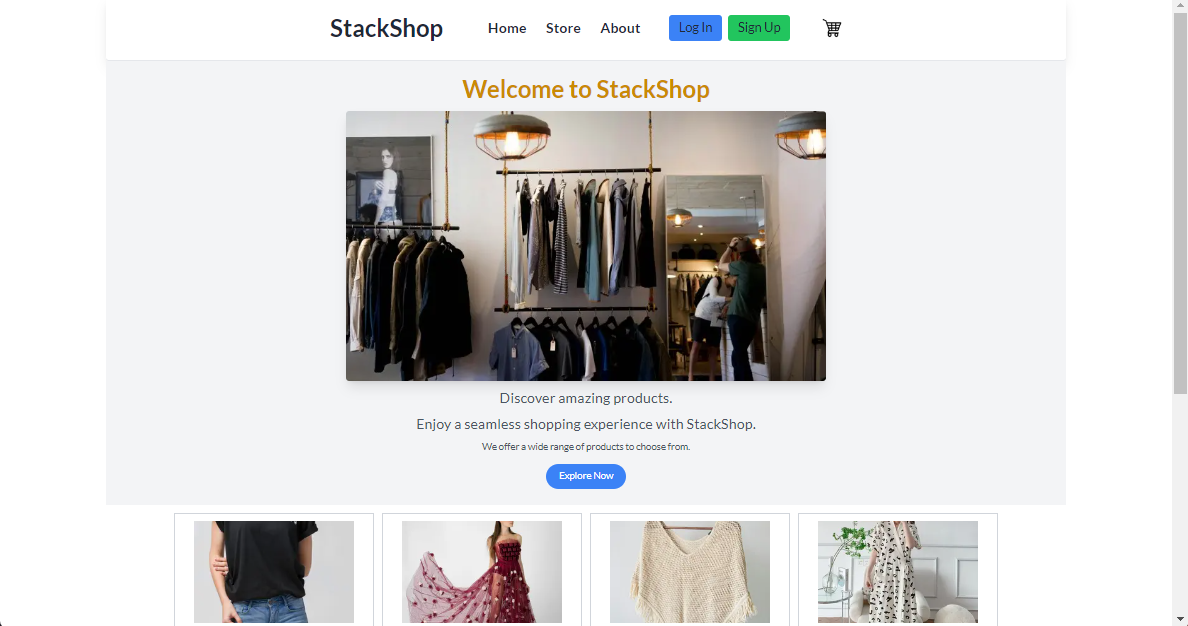 StackShop Home Store About Log In Sign Up
Welcome to StackShop
Discover amazing products.
Enjoy a seamless shopping experience with StackShop.
We offer a wide range of products to choose from.
Explore Now